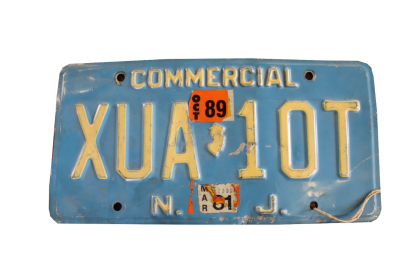 COMMERCIAL
OCT 89
XUA 10T
MAR 81
N. J.